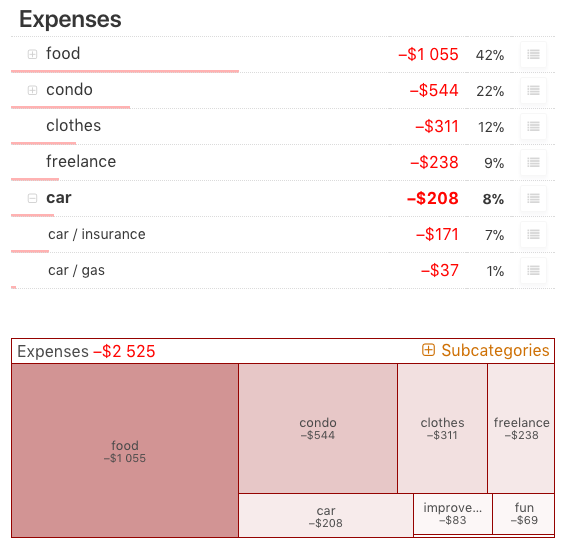 Expenses
food –$1 055 42%
condo –$544 22%
clothes –$311 12%
freelance –$238 9%
car –$208 8%
car / insurance –$171 7%
car / gas –$37 1%
Expenses –$2 525 Subcategories
food
–$1 055
condo
–$544
clothes
–$311
freelance
–$238
car
–$208
improve...
–$83
fun
–$69